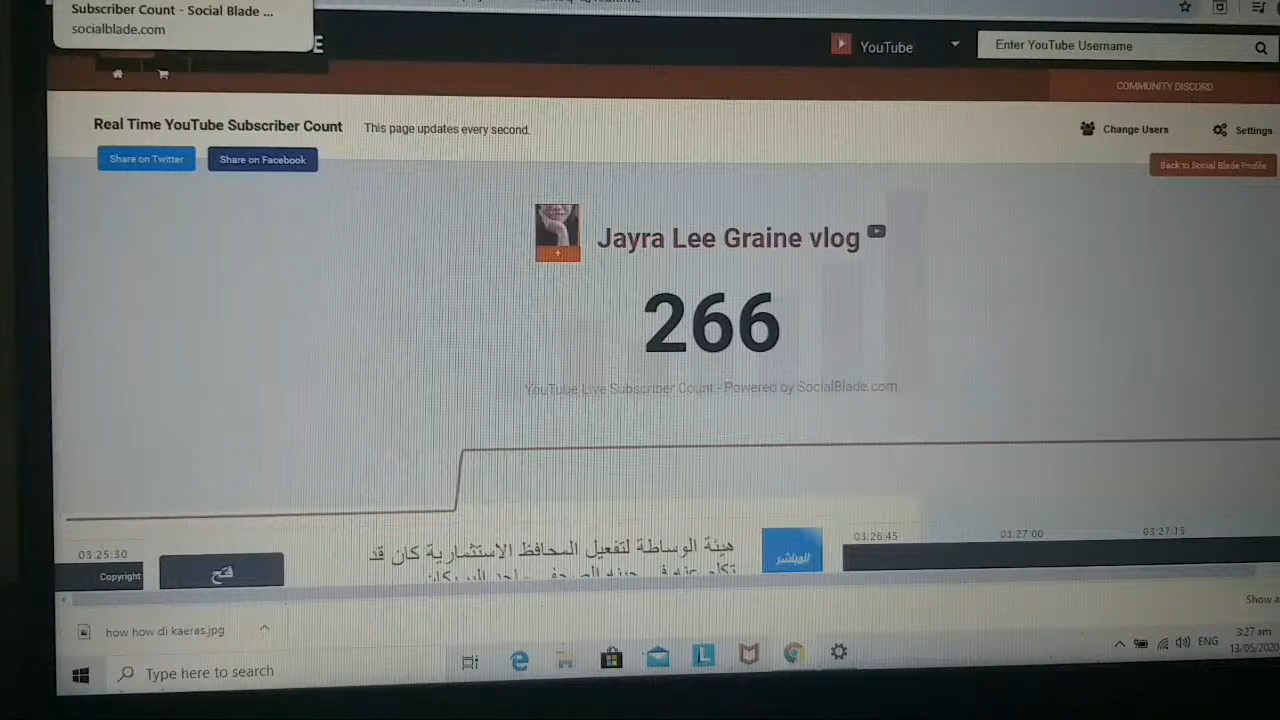 Subscriber Count - Social Blade ...
socialblade.com
E
YouTube
Enter YouTube Username
COMMUNITY DISCORD
Real Time YouTube Subscriber Count
This page updates every second.
Change Users
Settings
Share on Twitter
Share on Facebook
Back to Social Blade Profile
Jayra Lee Graine vlog
266
YouTube Live Subscriber Count - Powered by SocialBlade.com
03:25:30
03:26:45
03:27:00
03:27:15
Copyright
فتح
هيئة الوساطة لتفعيل المحافظ الاستثمارية كان قد
المباشر
Show a
how how di kaeras.jpg
Type here to search
ENG
3:27 am
13/05/2020